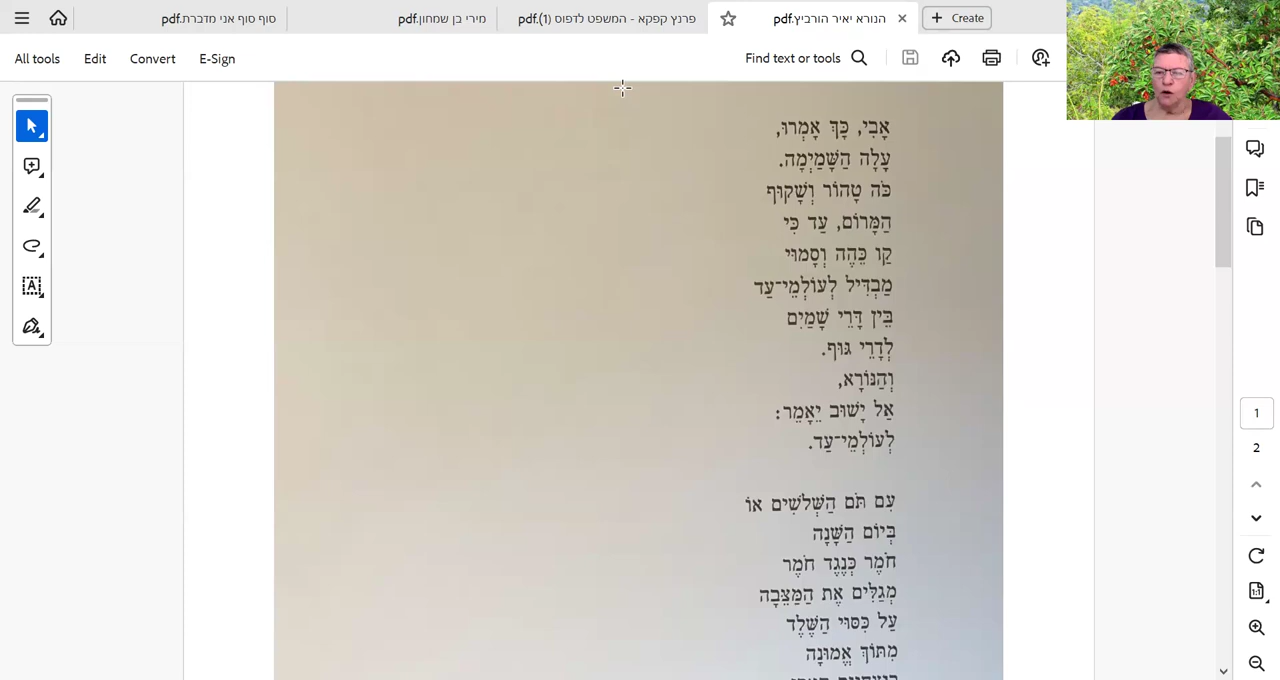 סוף סוף אני מדברת.pdf
מירי בן שמחון.pdf
פרנץ קפקא - המשפט לדפוס (1).pdf
הנורא יאיר הורביץ.pdf
Create
All tools
Edit
Convert
E-Sign
Find text or tools
אָבִי, כָּךְ אָמְרוּ,
עָלָה הַשָּׁמַיְמָה.
כֹּה טָהוֹר וְשָׁקוּף
הַמָּרוֹם, עַד כִּי
קַו כֵּהֶה וְסָמוּי
מַבְדִּיל לְעוֹלְמֵי־עַד
בֵּין דָּרֵי שָׁמַיִם
לְדָרֵי גּוּף.
וְהַנּוֹרָא,
אַל יָשׁוּב יֵאָמֵר:
לְעוֹלְמֵי־עַד.
עִם תֹּם הַשְּׁלֹשִׁים אוֹ
בְּיוֹם הַשָּׁנָה
חֹמֶר כְּנֶגֶד חֹמֶר
מְגַלִּים אֶת הַמַּצֵּבָה
עַל כִּסּוּי הַשֶּׁלֶד
מִתּוֹךְ אֱמוּנָה
1
2